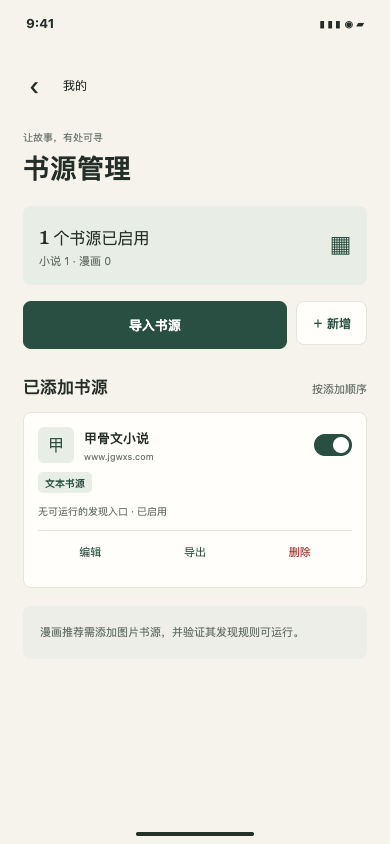 9:41
我的
让故事，有处可寻
书源管理
1 个书源已启用
小说 1 · 漫画 0
导入书源
+ 新增
已添加书源
按添加顺序
甲
甲骨文小说
www.jgwxs.com
文本书源
无可运行的发现入口 · 已启用
编辑
导出
删除
漫画推荐需添加图片书源，并验证其发现规则可运行。